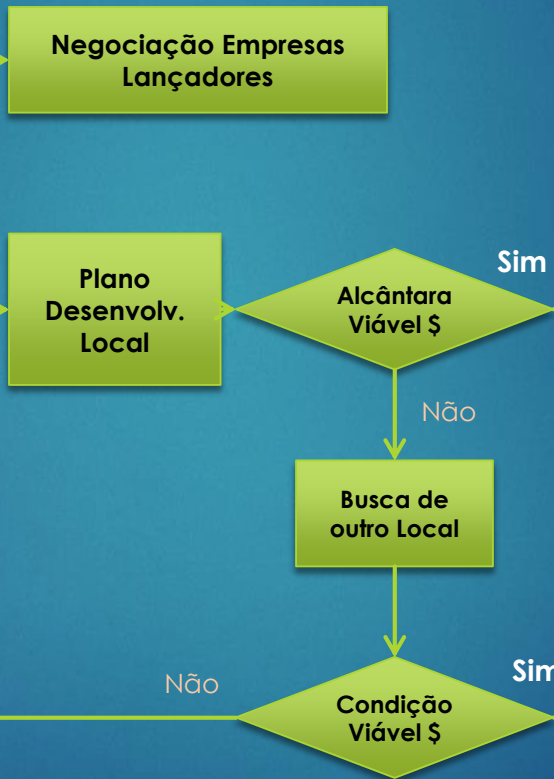 Negociação Empresas
Lançadores
Sim
Plano
Desenvolv.
Local
Alcântara
Viável $
Não
Busca de
outro Local
Não
Sim
Condição
Viável $